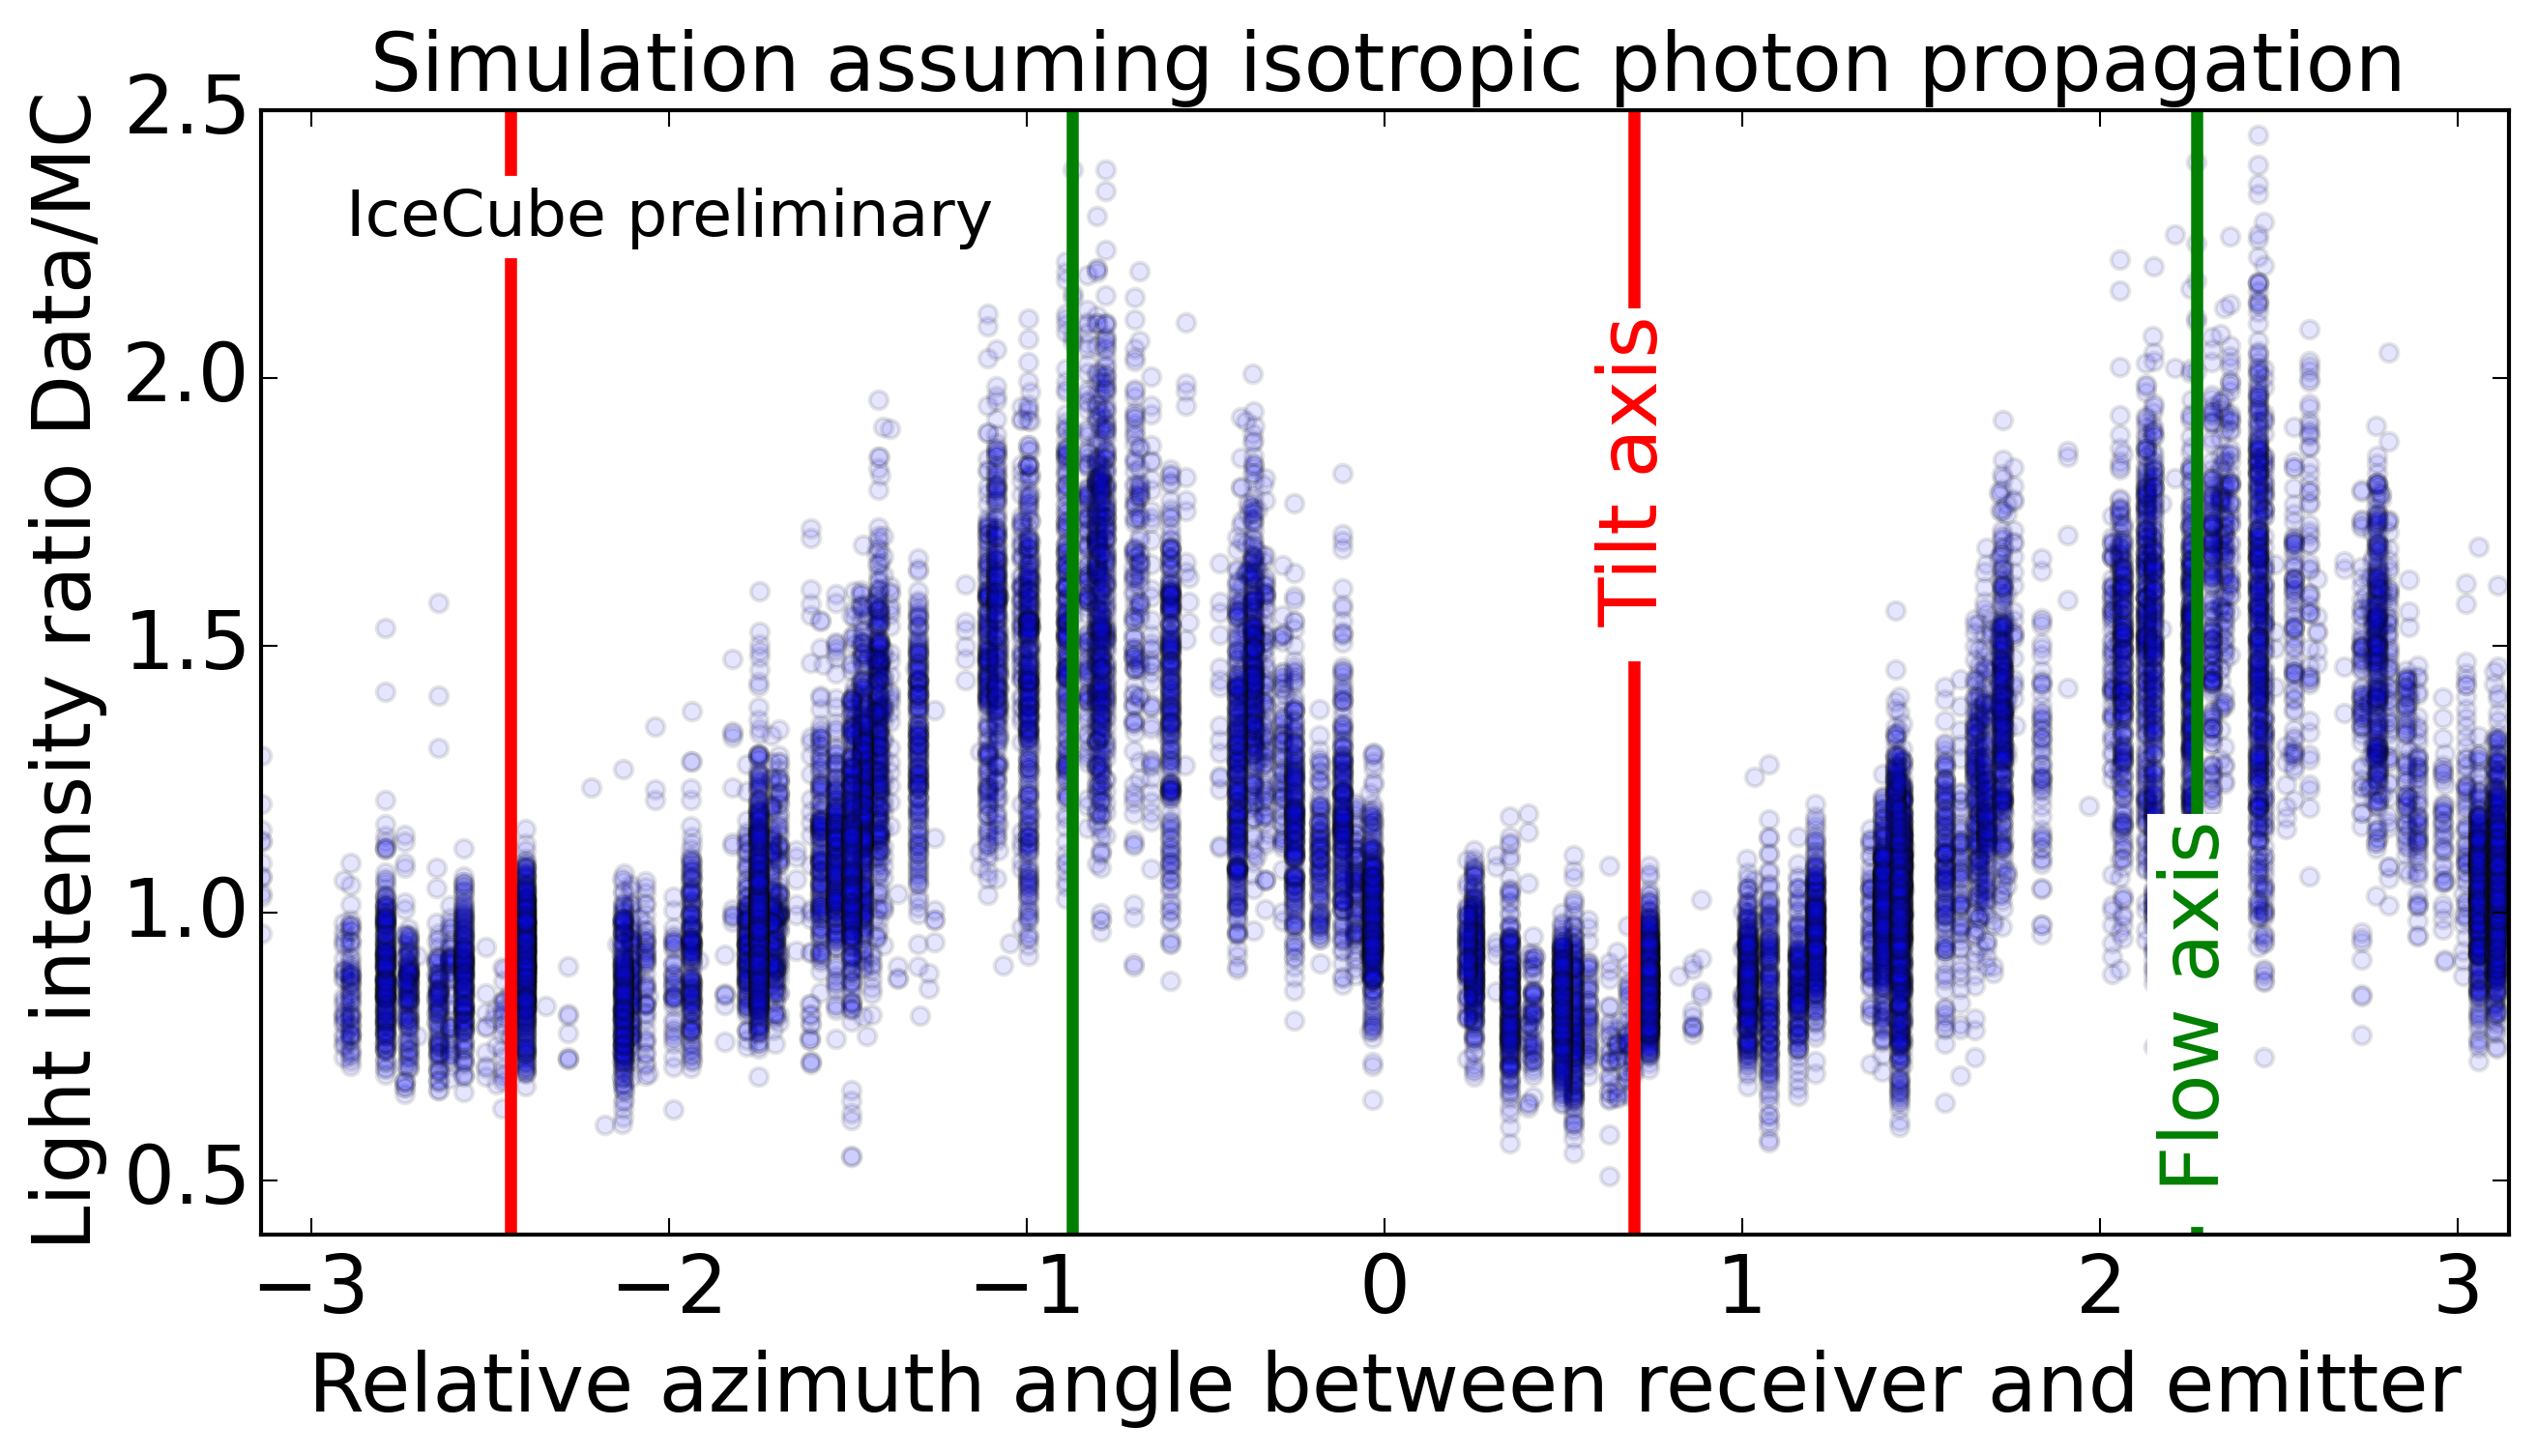 Simulation assuming isotropic photon propagation
Light intensity ratio Data/MC
2.5
2.0
1.5
1.0
0.5
IceCube preliminary
Tilt axis
Flow axis
−3 −2 −1 0 1 2 3
Relative azimuth angle between receiver and emitter